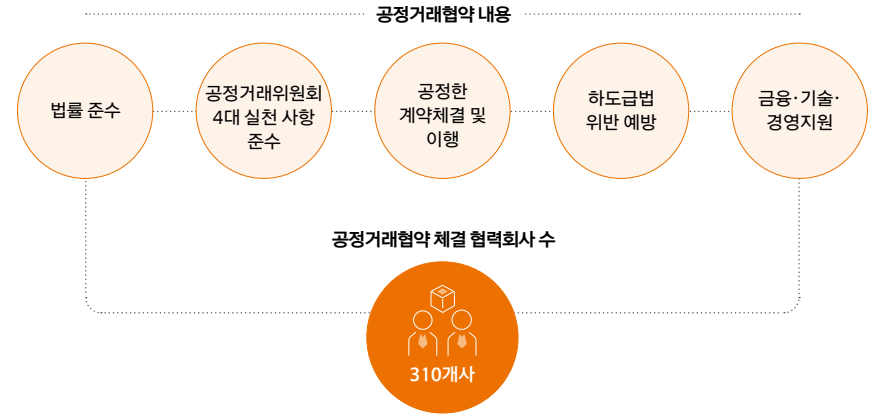 공정거래협약 내용
법률 준수
공정거래위원회
4대 실천 사항
준수
공정한
계약체결 및
이행
하도급법
위반 예방
금융·기술·
경영지원
공정거래협약 체결 협력회사 수
310개사